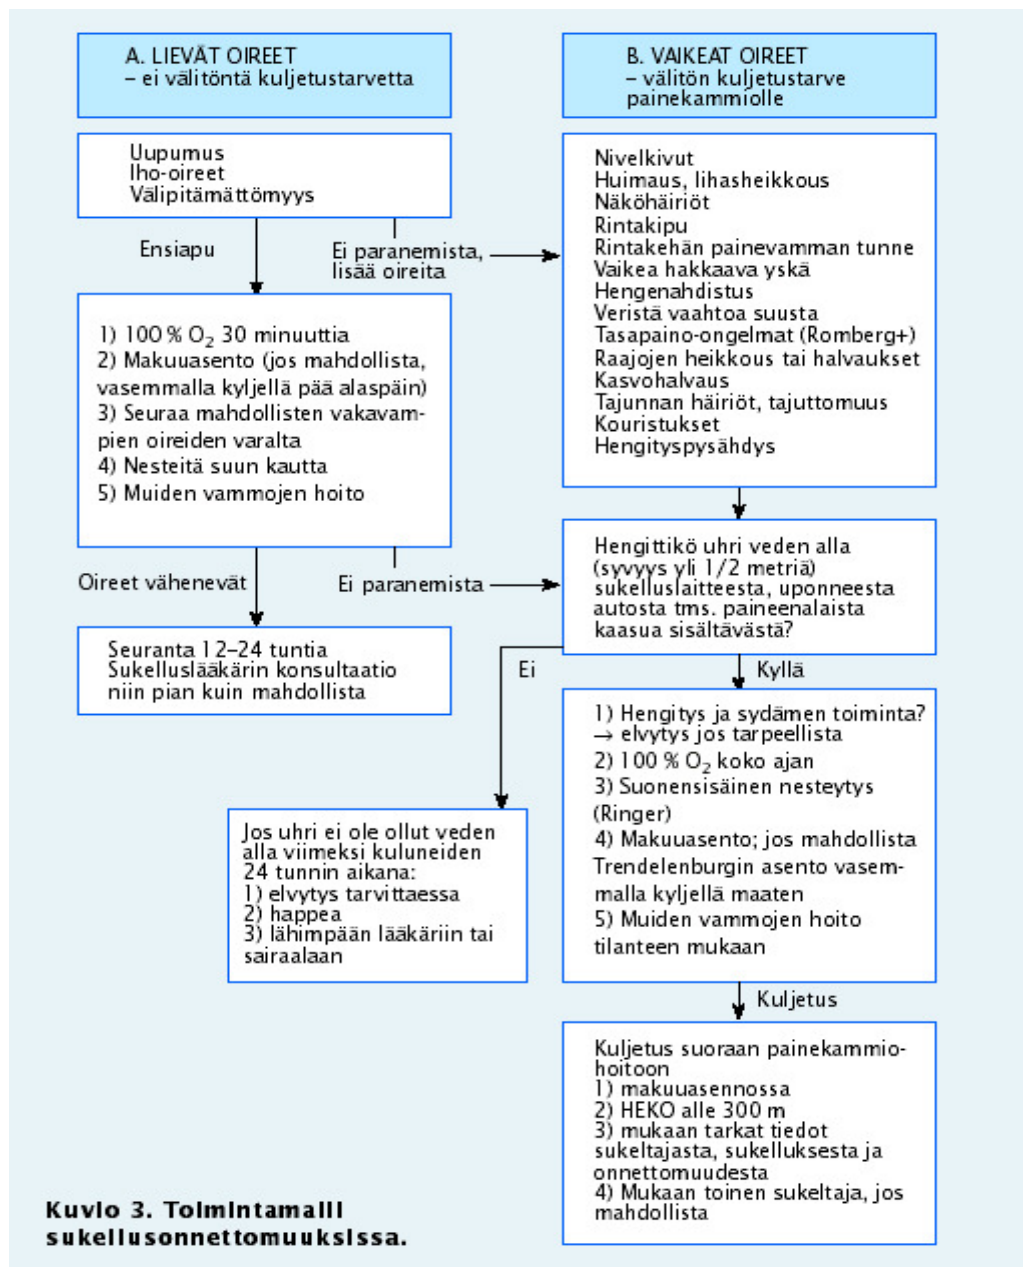 A. LIEVÄT OIREET
– ei välitöntä kuljetustarvetta
Uupumus
Iho-oireet
Välipitämättömyys
Ensiapu
Ei paranemista,
lisää oireita
1) 100 % O₂ 30 minuuttia
2) Makuuasento (jos mahdollista,
vasemmalla kyljellä pää alaspäin)
3) Seuraa mahdollisten vakavam-
pien oireiden varalta
4) Nesteitä suun kautta
5) Muiden vammojen hoito
Oireet vähenevät
Ei paranemista
Seuranta 12–24 tuntia
Sukelluslääkärin konsultaatio
niin pian kuin mahdollista
B. VAIKEAT OIREET
– välitön kuljetustarve
painekammiolle
Nivelkivut
Huimaus, lihasheikkous
Näköhäiriöt
Rintakipu
Rintakehän painevamman tunne
Vaikea hakkaava yskä
Hengenahdistus
Veristä vaahtoa suusta
Tasapaino-ongelmat (Romberg+)
Raajojen heikkous tai halvaukset
Kasvohalvaus
Tajunnan häiriöt, tajuttomuus
Kouristukset
Hengityspysähdys
Hengittikö uhri veden alla
(syvyys yli 1/2 metriä)
sukelluslaitteesta, uponneesta
autosta tms. paineenalaista
kaasua sisältävästä?
Ei
Kyllä
Jos uhri ei ole ollut veden
alla viimeksi kuluneiden
24 tunnin aikana:
1) elvytys tarvittaessa
2) happea
3) lähimpään lääkäriin tai
sairaalaan
1) Hengitys ja sydämen toiminta?
→ elvytys jos tarpeellista
2) 100 % O₂ koko ajan
3) Suonensisäinen nesteytys
(Ringer)
4) Makuuasento; jos mahdollista
Trendelenburgin asento vasem-
malla kyljellä maaten
5) Muiden vammojen hoito
tilanteen mukaan
Kuljetus
Kuljetus suoraan painekammio-
hoitoon
1) makuuasennossa
2) HEKO alle 300 m
3) mukaan tarkat tiedot
sukeltajasta, sukelluksesta ja
onnettomuudesta
4) Mukaan toinen sukeltaja, jos
mahdollista
Kuvio 3. Toimintamalli
sukellusonnettomuuksissa.